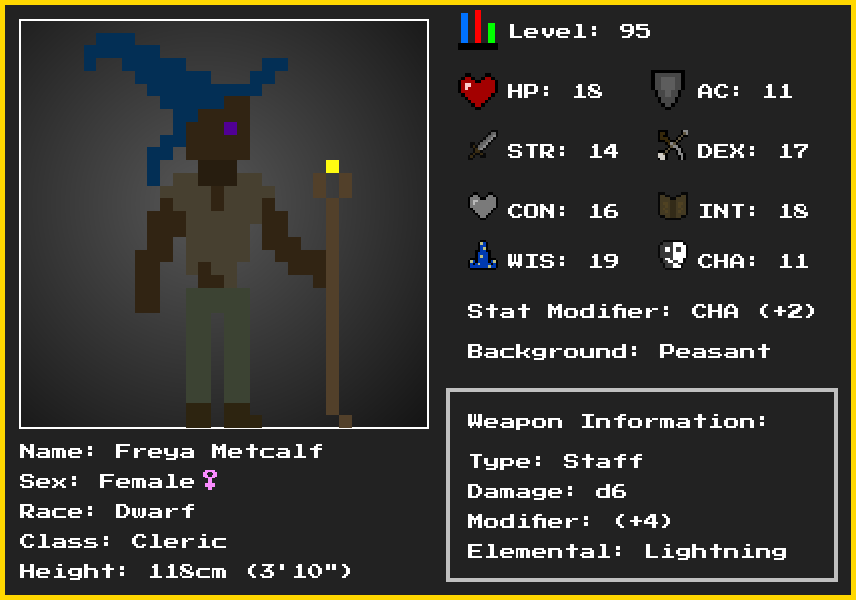 Level: 95
HP: 18
AC: 11
STR: 14
DEX: 17
CON: 16
INT: 18
WIS: 19
CHA: 11
Stat Modifier: CHA (+2)
Background: Peasant
Weapon Information:
Type: Staff
Damage: d6
Modifier: (+4)
Elemental: Lightning
Name: Freya Metcalf
Sex: Female♀
Race: Dwarf
Class: Cleric
Height: 118cm (3'10")